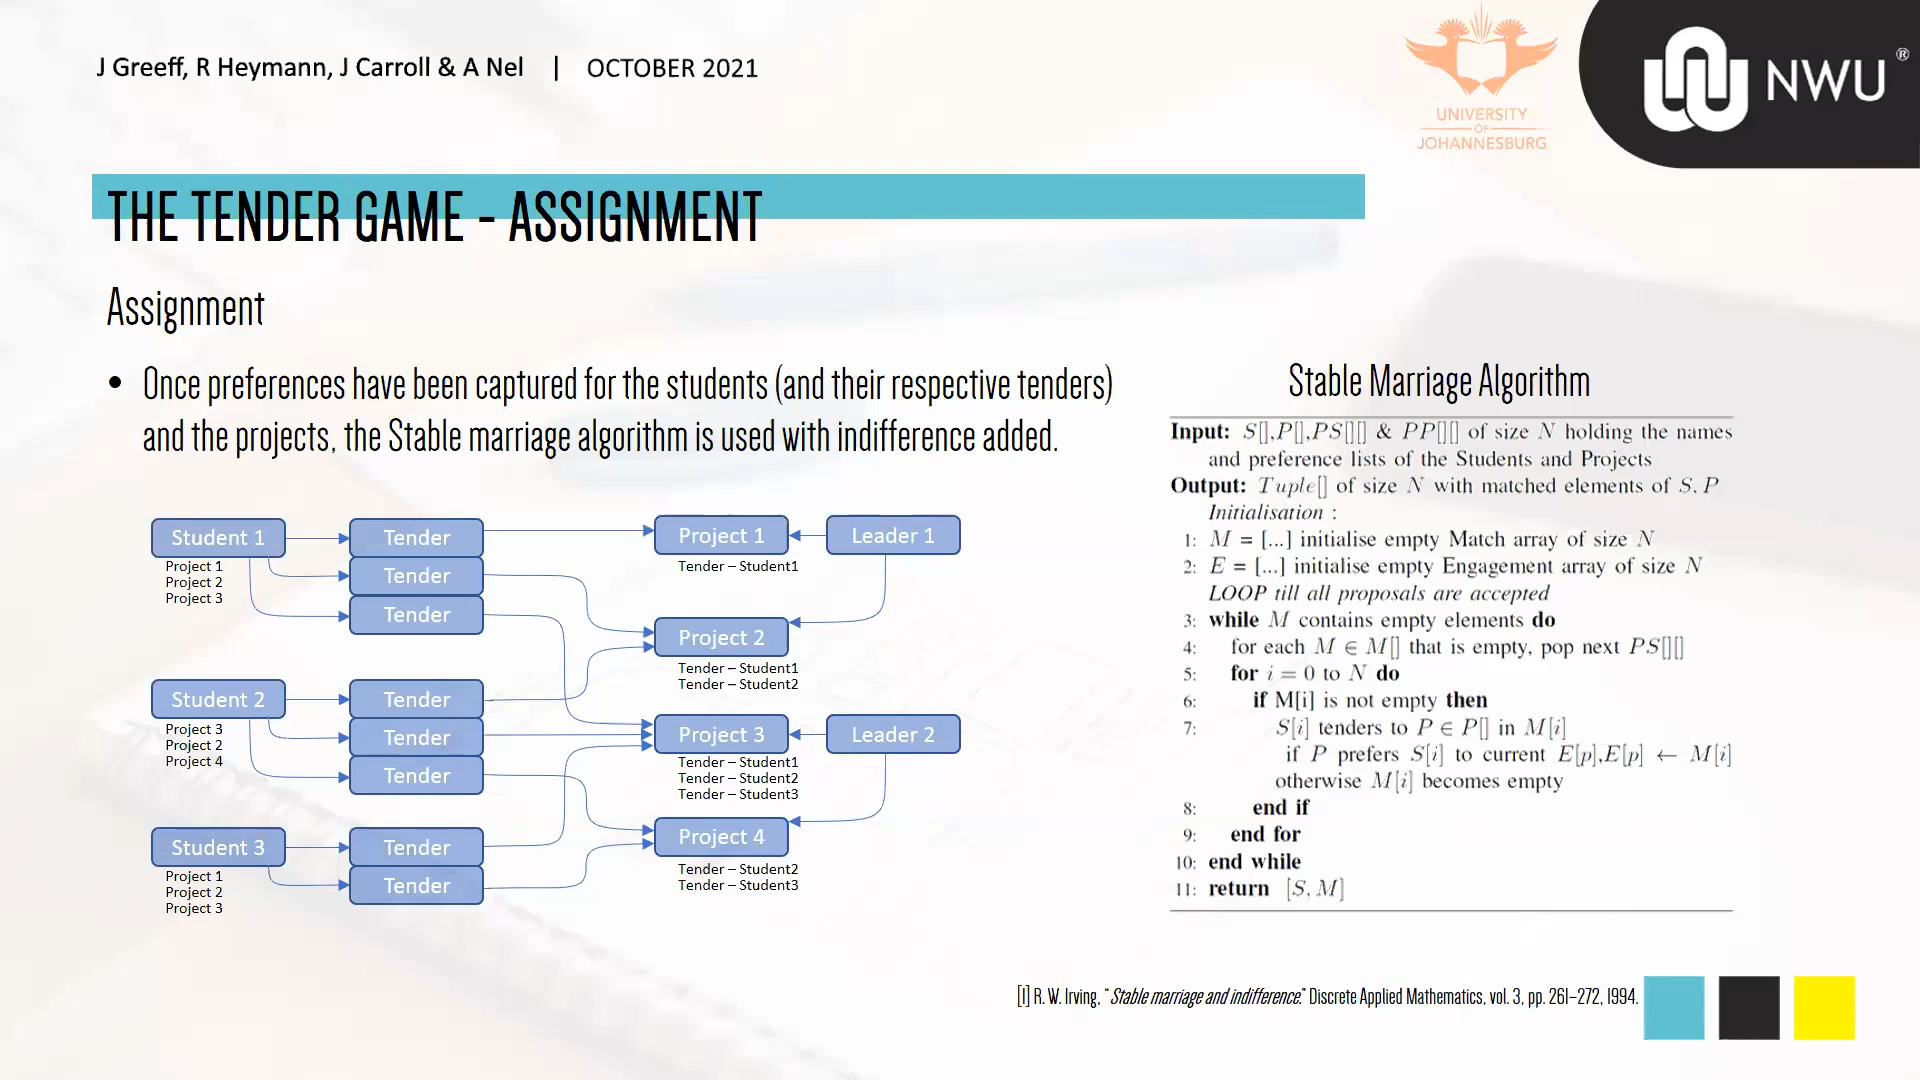 J Greeff, R Heymann, J Carroll & A Nel | OCTOBER 2021
UNIVERSITY
OF
JOHANNESBURG
NWU®
THE TENDER GAME – ASSIGNMENT
Assignment
• Once preferences have been captured for the students (and their respective tenders)
and the projects, the Stable marriage algorithm is used with indifference added.
Student 1
Project 1
Project 2
Project 3
Tender
Tender
Tender
Student 2
Project 3
Project 2
Project 4
Tender
Tender
Tender
Student 3
Project 1
Project 2
Project 3
Tender
Tender
Project 1
Tender – Student1
Leader 1
Project 2
Tender – Student1
Tender – Student2
Project 3
Tender – Student1
Tender – Student2
Tender – Student3
Leader 2
Project 4
Tender – Student2
Tender – Student3
Stable Marriage Algorithm
Input: S[],P[],PS[][] & PP[][] of size N holding the names
and preference lists of the Students and Projects
Output: Tuple[] of size N with matched elements of S, P
Initialisation :
1: M = [...] initialise empty Match array of size N
2: E = [...] initialise empty Engagement array of size N
LOOP till all proposals are accepted
3: while M contains empty elements do
4: for each M ∈ M[] that is empty, pop next PS[][]
5: for i = 0 to N do
6: if M[i] is not empty then
7: S[i] tenders to P ∈ P[] in M[i]
if P prefers S[i] to current E[p],E[p] ← M[i]
otherwise M[i] becomes empty
8: end if
9: end for
10: end while
11: return [S, M]
[1] R. W. Irving, “Stable marriage and indifference.” Discrete Applied Mathematics, vol. 3, pp. 261–272, 1994.